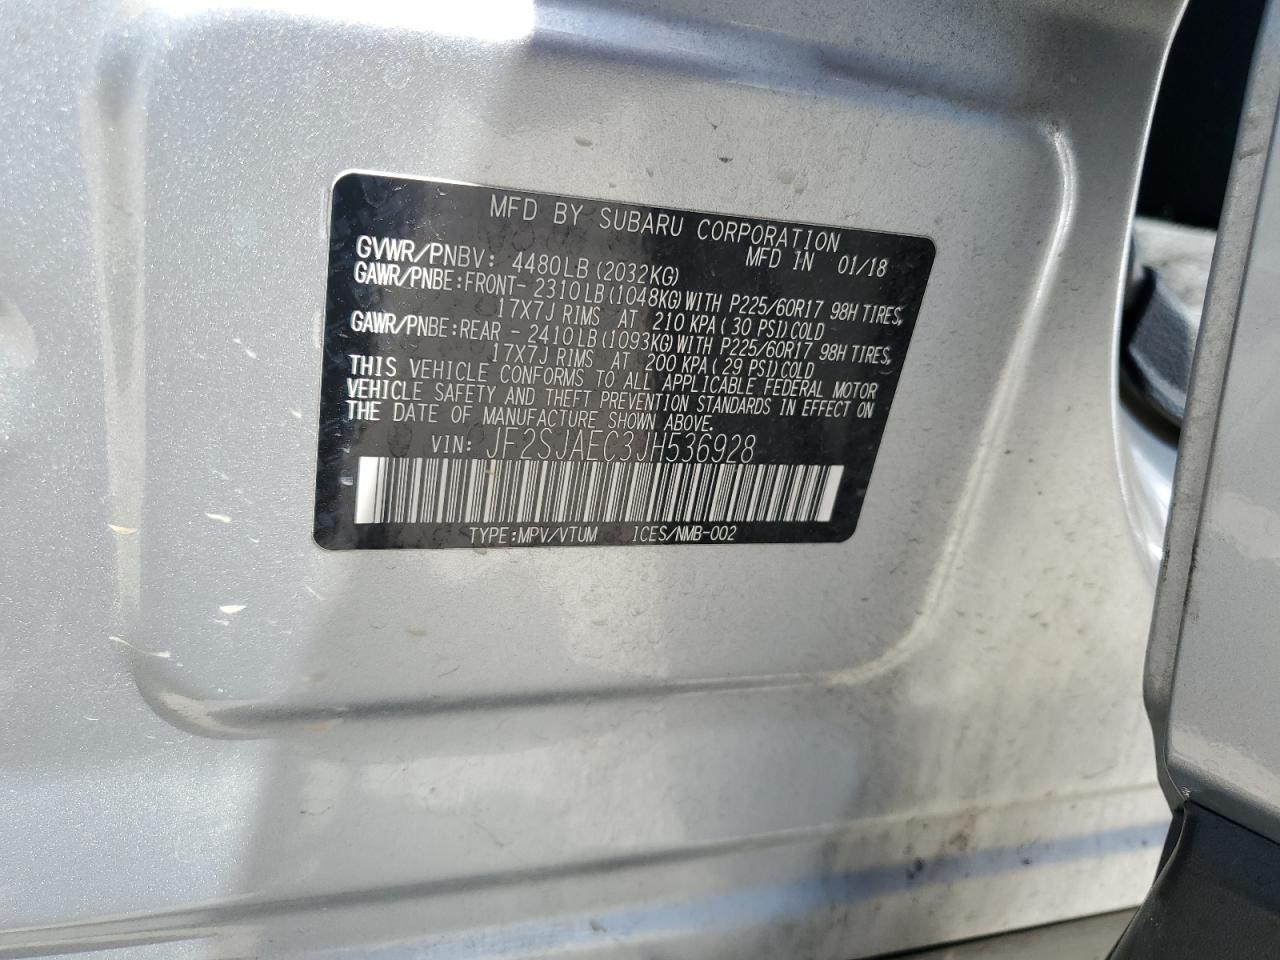 MFD BY SUBARU CORPORATION
GVWR/PNBV: 4480LB(2032KG) MFD IN 01/18
GAWR/PNBE:FRONT- 2310LB(1048KG)WITH P225/60R17 98H TIRES,
17X7J RIMS AT 210 KPA(30 PSI)COLD
GAWR/PNBE:REAR - 2410LB(1093KG)WITH P225/60R17 98H TIRES,
17X7J RIMS AT 200 KPA(29 PSI)COLD
THIS VEHICLE CONFORMS TO ALL APPLICABLE FEDERAL MOTOR
VEHICLE SAFETY AND THEFT PREVENTION STANDARDS IN EFFECT ON
THE DATE OF MANUFACTURE SHOWN ABOVE.
VIN: JF2SJAEC3JH536928
TYPE:MPV/VTUM ICES/NMB-002